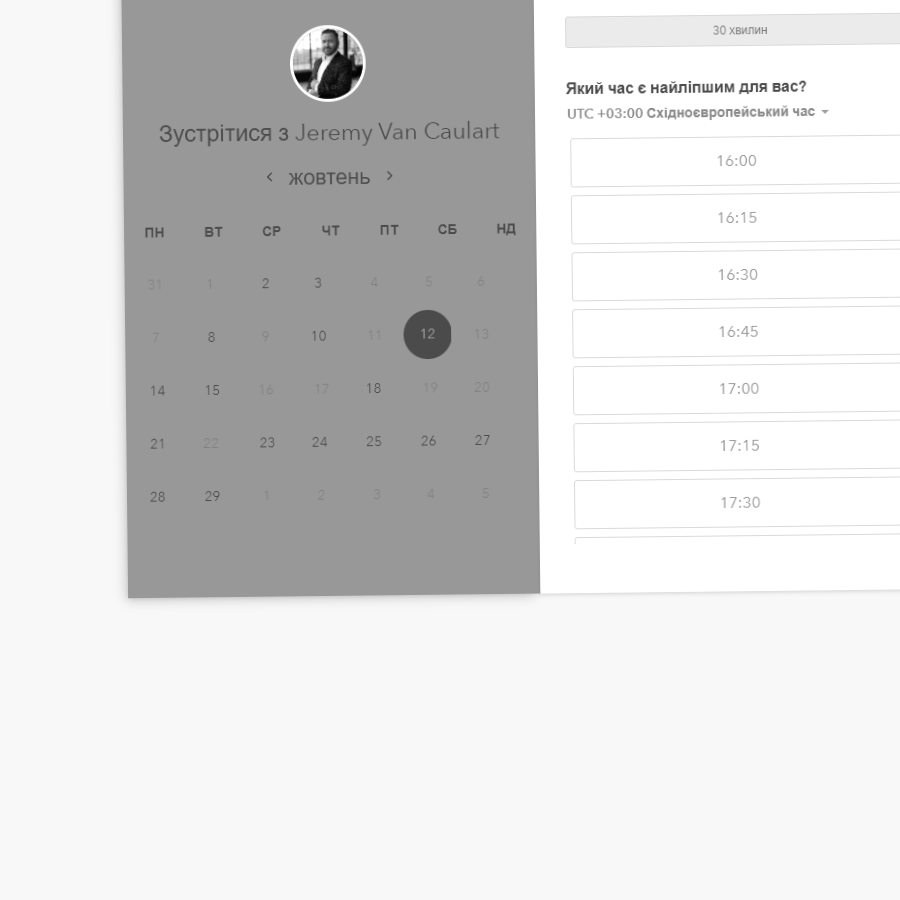 Зустрітися з Jeremy Van Caulart
жовтень
ПН ВТ СР ЧТ ПТ СБ НД
31 1 2 3 4 5 6
7 8 9 10 11 12 13
14 15 16 17 18 19 20
21 22 23 24 25 26 27
28 29 1 2 3 4 5
30 хвилин
Який час є найліпшим для вас?
UTC +03:00 Східноєвропейський час
16:00
16:15
16:30
16:45
17:00
17:15
17:30